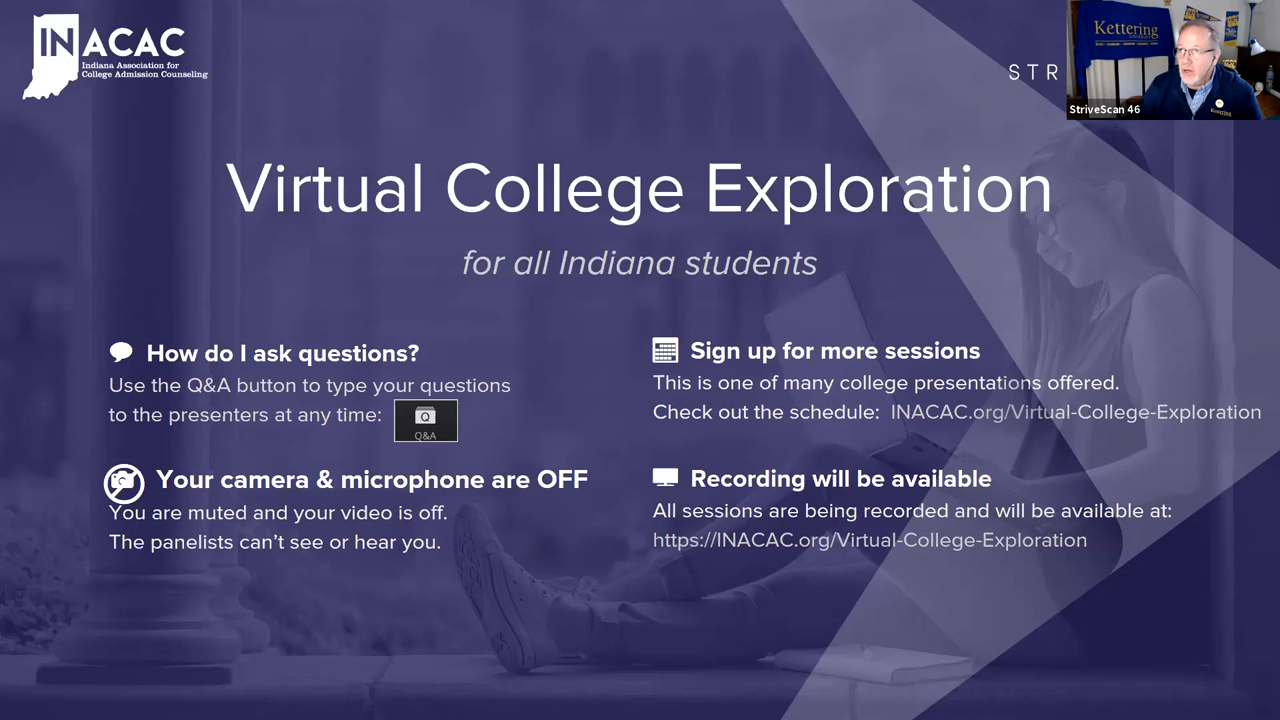 INACAC
Indiana Association for
College Admission Counseling
STR
Kettering
StriveScan 46
Kettering
Virtual College Exploration
for all Indiana students
How do I ask questions?
Use the Q&A button to type your questions
to the presenters at any time:
Q
Q&A
Your camera & microphone are OFF
You are muted and your video is off.
The panelists can’t see or hear you.
Sign up for more sessions
This is one of many college presentations offered.
Check out the schedule: INACAC.org/Virtual-College-Exploration
Recording will be available
All sessions are being recorded and will be available at:
https://INACAC.org/Virtual-College-Exploration